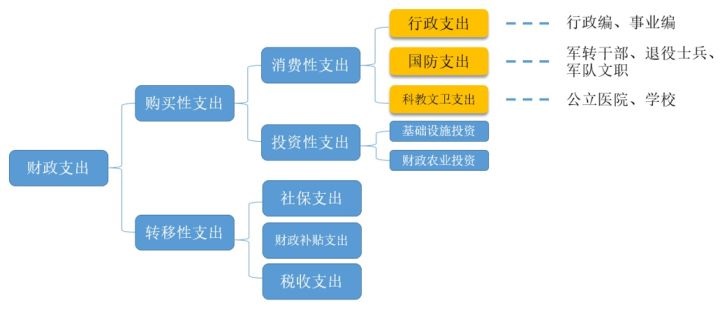 行政支出
行政编、事业编
消费性支出
国防支出
军转干部、退役士兵、
军队文职
购买性支出
科教文卫支出
公立医院、学校
投资性支出
基础设施投资
财政农业投资
财政支出
社保支出
转移性支出
财政补贴支出
税收支出